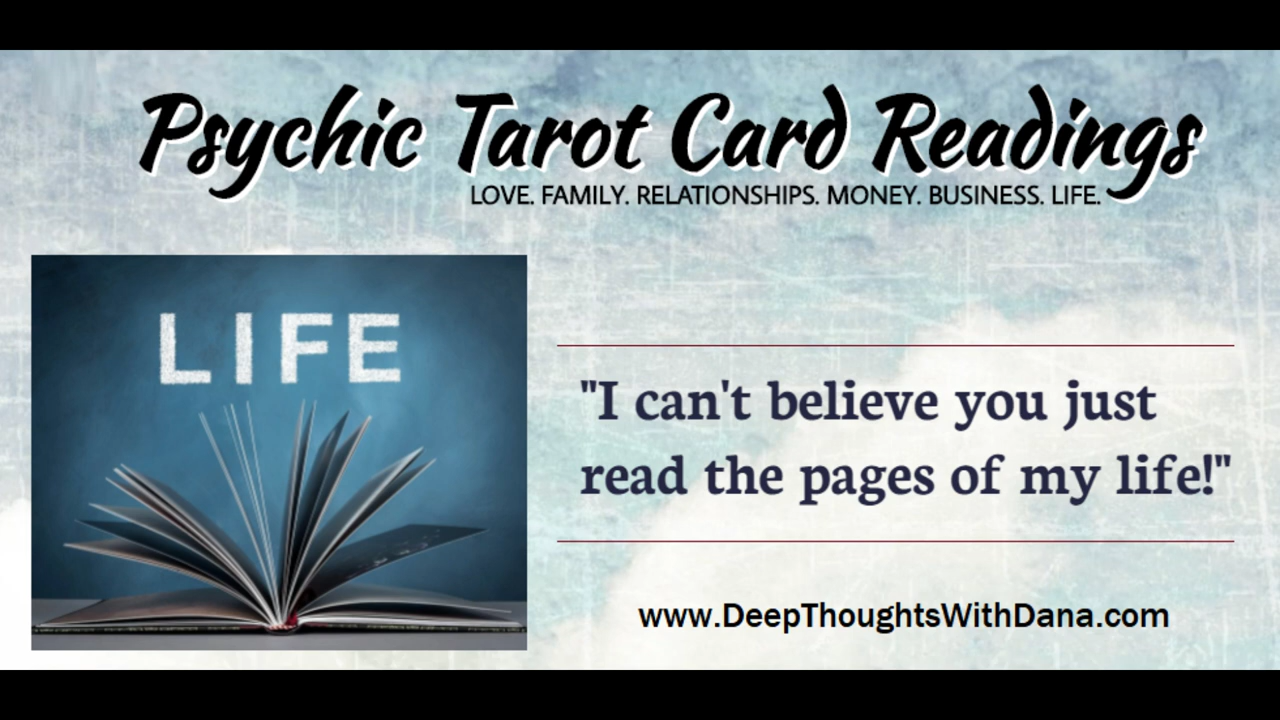 Psychic Tarot Card Readings
LOVE. FAMILY. RELATIONSHIPS. MONEY. BUSINESS. LIFE.
LIFE
"I can't believe you just
read the pages of my life!"
www.DeepThoughtsWithDana.com